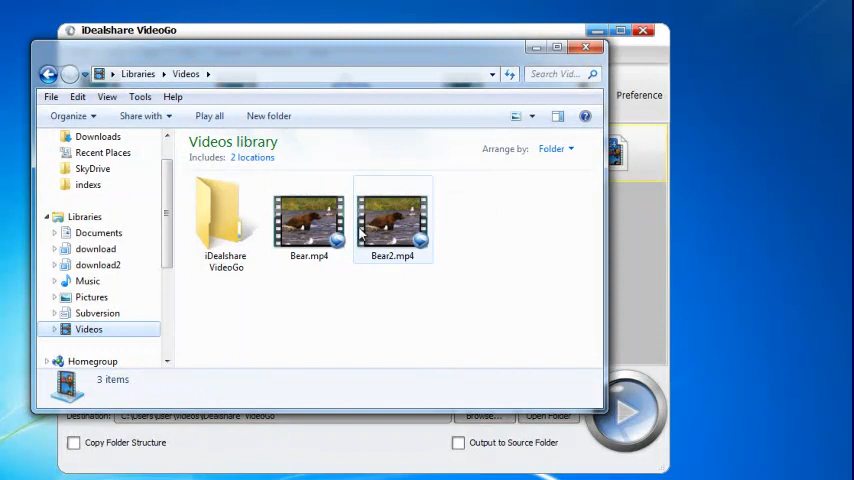 iDealshare VideoGo
Libraries Videos
Search Vid...
File Edit View Tools Help
Organize Share with Play all New folder
Preference
Downloads
Recent Places
SkyDrive
indexs
Libraries
Documents
download
download2
Music
Pictures
Subversion
Videos
Homegroup
Videos library
Includes: 2 locations
Arrange by: Folder
iDealshare
VideoGo
Bear.mp4
Bear2.mp4
3 items
Browse... Open Folder
Copy Folder Structure
Output to Source Folder